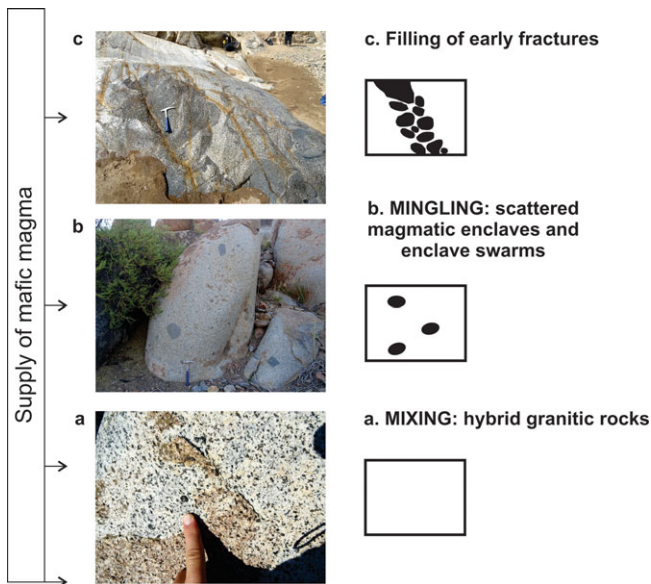 Supply of mafic magma
c
c. Filling of early fractures
b
b. MINGLING: scattered
magmatic enclaves and
enclave swarms
a
a. MIXING: hybrid granitic rocks